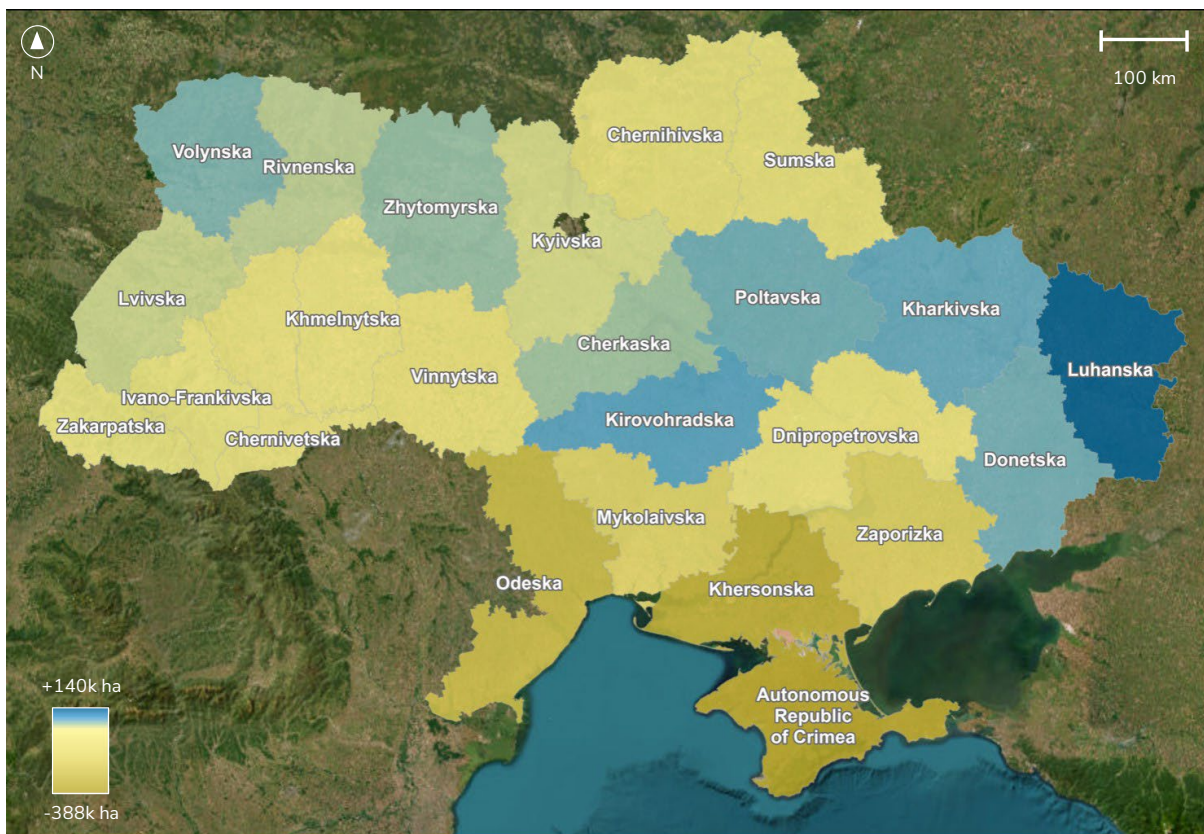 N
100 km
Chernihivska
Sumska
Volynska
Rivnenska
Zhytomyrska
Kyivska
Lvivska
Khmelnytska
Poltavska
Kharkivska
Cherkaska
Luhanska
Vinnytska
Ivano-Frankivska
Zakarpatska
Chernivetska
Kirovohradska
Dnipropetrovska
Donetska
Mykolaivska
Zaporizka
Odeska
Khersonska
Autonomous
Republic
of Crimea
+140k ha
-388k ha